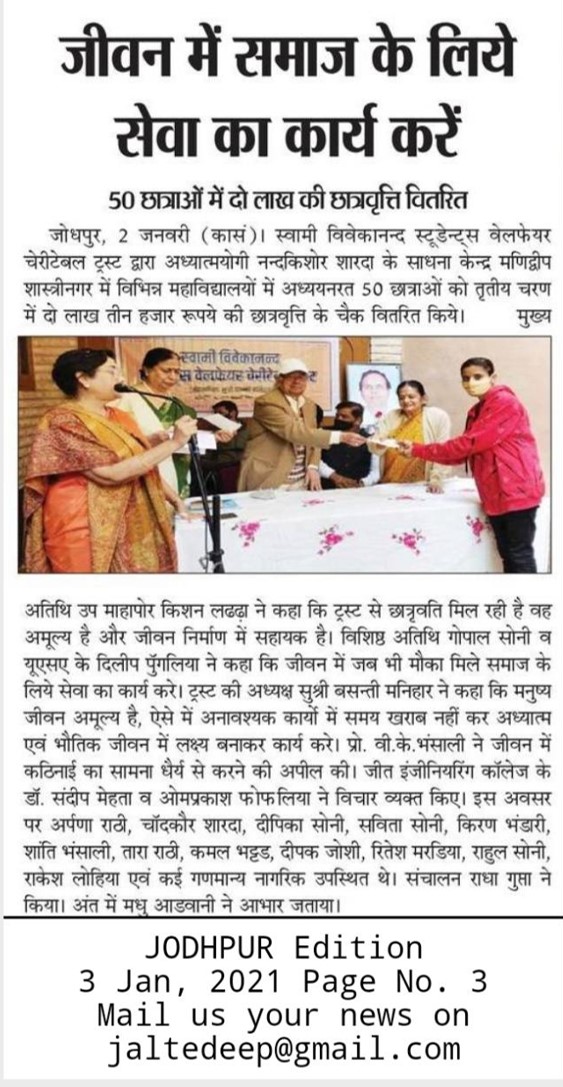 जीवन में समाज के लिये
सेवा का कार्य करें
50 छात्राओं में दो लाख की छात्रवृत्ति वितरित
जोधपुर, 2 जनवरी (कासं)। स्वामी विवेकानन्द स्टूडेन्ट्स वेलफेयर
चेरीटेबल ट्रस्ट द्वारा अध्यात्मयोगी नन्दकिशोर शारदा के साधना केन्द्र मणिद्वीप
शास्त्रीनगर में विभिन्न महाविद्यालयों में अध्ययनरत 50 छात्राओं को तृतीय चरण
में दो लाख तीन हजार रूपये की छात्रवृत्ति के चैक वितरित किये। मुख्य
स्वामी विवेकानन्द
स वेलफेयर चेरीटे ट
अतिथि उप माहापोर किशन लढढ़ा ने कहा कि ट्रस्ट से छात्रृवति मिल रही है वह
अमूल्य है और जीवन निर्माण में सहायक है। विशिष्ठ अतिथि गोपाल सोनी व
यूएसए के दिलीप पुॅगलिया ने कहा कि जीवन में जब भी मौका मिले समाज के
लिये सेवा का कार्य करे। ट्रस्ट की अध्यक्ष सुश्री बसन्ती मनिहार ने कहा कि मनुष्य
जीवन अमूल्य है, ऐसे में अनावश्यक कार्यो में समय खराब नहीं कर अध्यात्म
एवं भौतिक जीवन में लक्ष्य बनाकर कार्य करे। प्रो. वी.के.भंसाली ने जीवन में
कठिनाई का सामना धैर्य से करने की अपील की। जीत इंजीनियरिंग कॉलेज के
डॉ. संदीप मेहता व ओमप्रकाश फोफलिया ने विचार व्यक्त किए। इस अवसर
पर अर्पणा राठी, चॉदकौर शारदा, दीपिका सोनी, सविता सोनी, किरण भंडारी,
शांति भंसाली, तारा राठी, कमल भट्टड, दीपक जोशी, रितेश मरडिया, राहुल सोनी,
राकेश लोहिया एवं कई गणमान्य नागरिक उपस्थित थे। संचालन राधा गुप्ता ने
किया। अंत में मधु आडवानी ने आभार जताया।
JODHPUR Edition
3 Jan, 2021 Page No. 3
Mail us your news on
jaltedeep@gmail.com